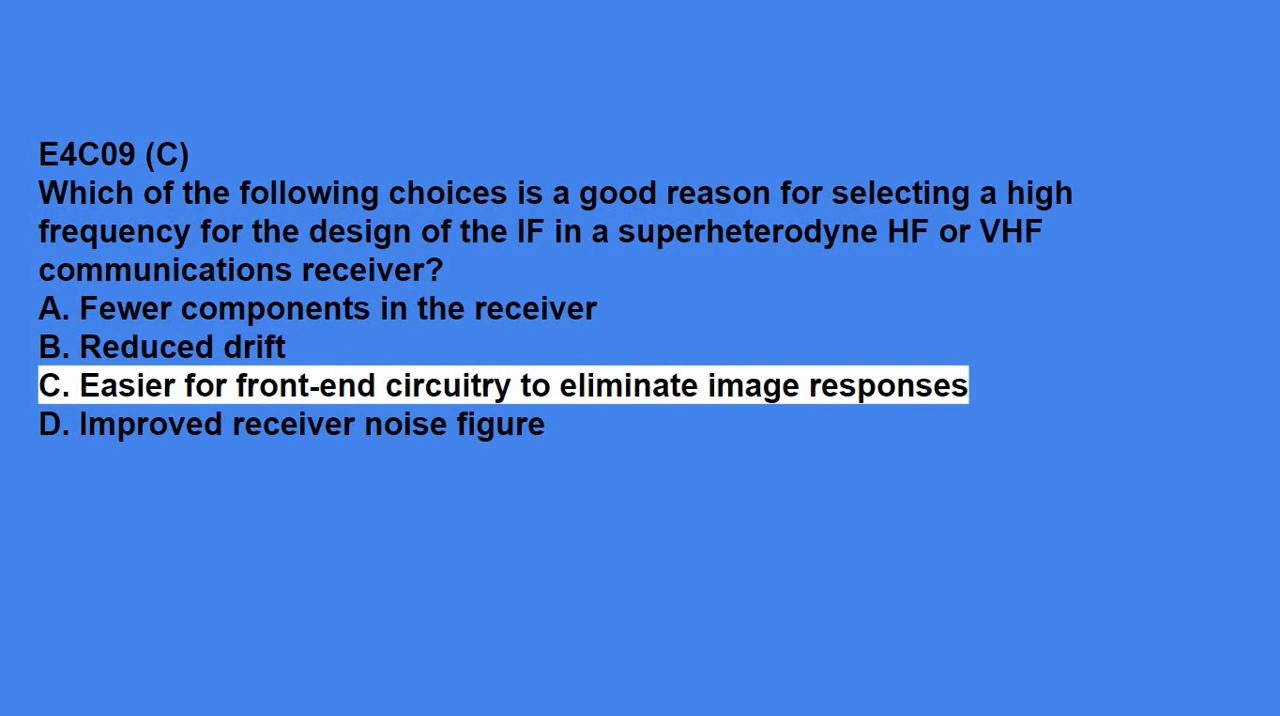 E4C09 (C)
Which of the following choices is a good reason for selecting a high
frequency for the design of the IF in a superheterodyne HF or VHF
communications receiver?
A. Fewer components in the receiver
B. Reduced drift
C. Easier for front-end circuitry to eliminate image responses
D. Improved receiver noise figure